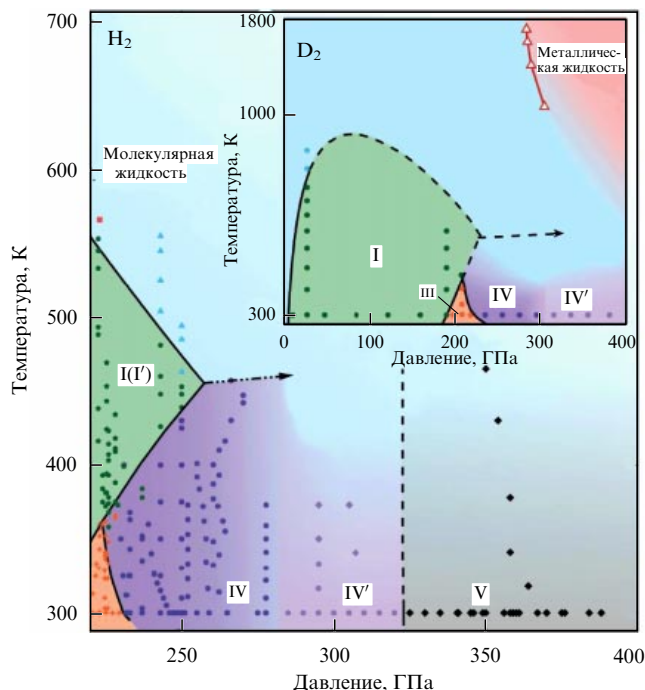 700
H₂
Температура, К
600
500
400
300
Молекулярная
жидкость
I(I′)
IV
IV′
V
250
300
350
400
Давление, ГПа
1800
D₂
Металличес-
кая жидкость
1000
Температура, К
300
I
III
IV
IV′
0
100
200
300
400
Давление, ГПа